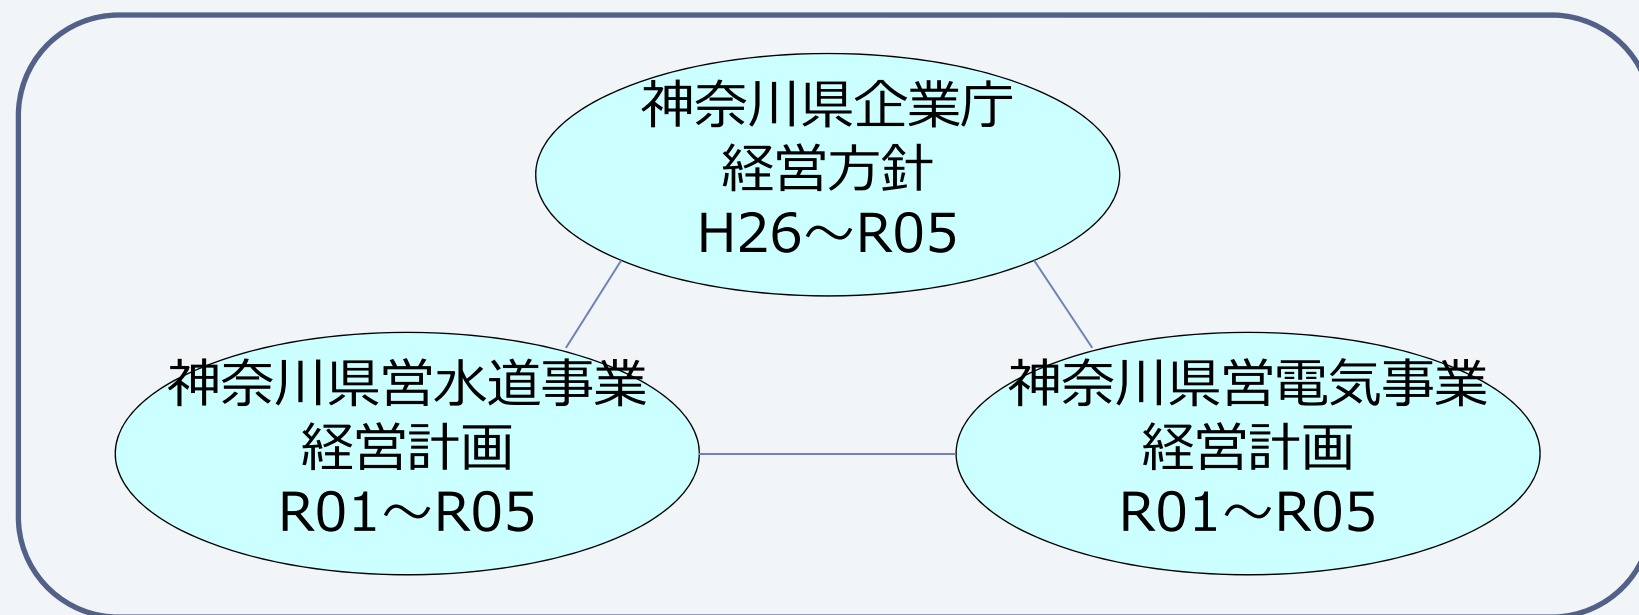 神奈川県企業庁
経営方針
H26～R05
神奈川県営水道事業
経営計画
R01～R05
神奈川県営電気事業
経営計画
R01～R05